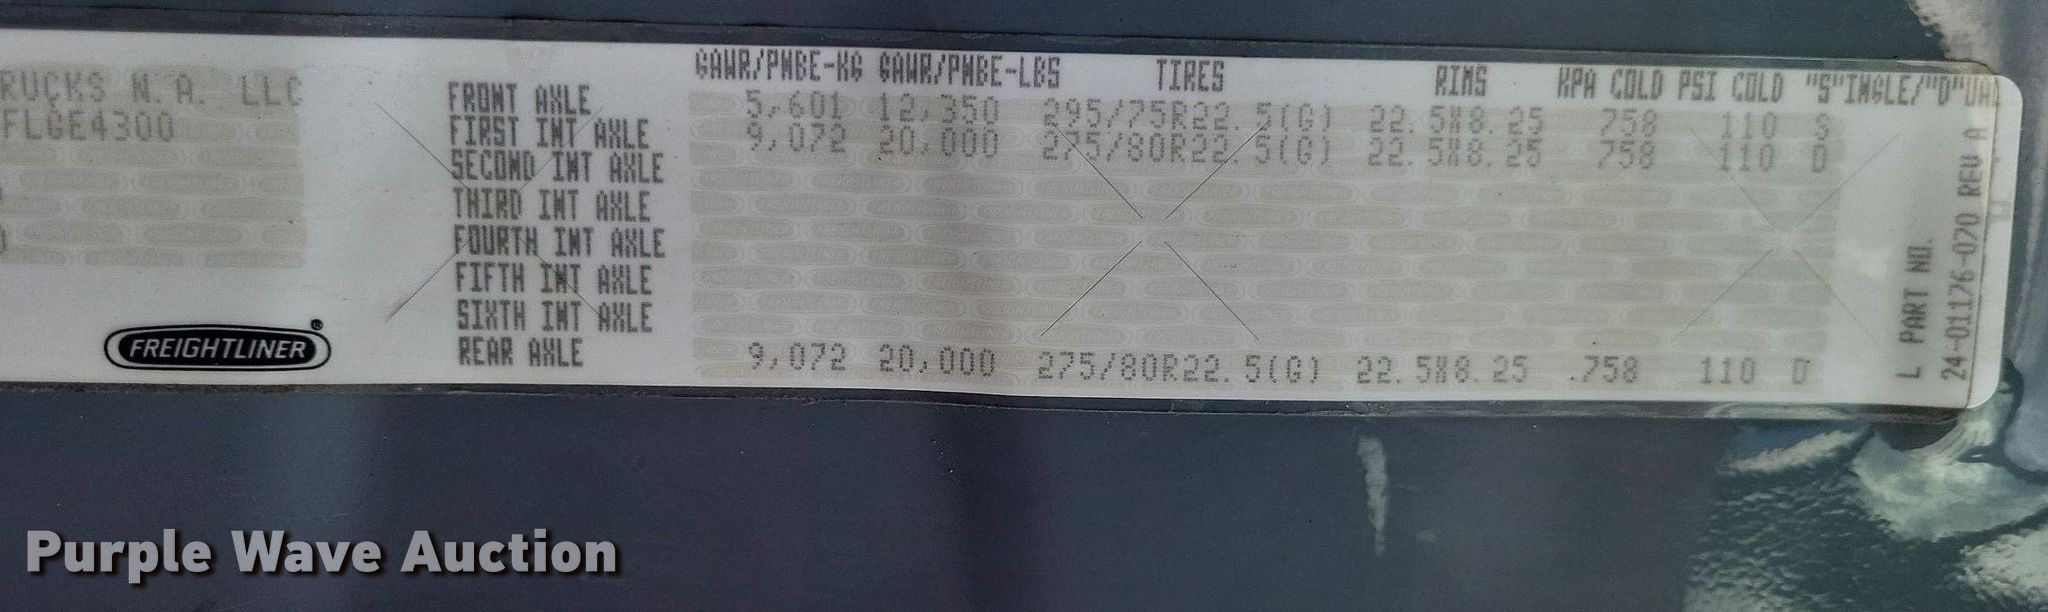 RUCKS N.A. LLC
FLGE4300
FREIGHTLINER®
GAWR/PNBE-KG GAWR/PNBE-LBS TIRES RIMS KPA COLD PSI COLD "S"INGLE/"D"UAL
FRONT AXLE 5,601 12,350 295/75R22.5(G) 22.5X8.25 758 110 S
FIRST INT AXLE 9,072 20,000 275/80R22.5(G) 22.5X8.25 758 110 D
SECOND INT AXLE
THIRD INT AXLE
FOURTH INT AXLE
FIFTH INT AXLE
SIXTH INT AXLE
REAR AXLE 9,072 20,000 275/80R22.5(G) 22.5X8.25 .758 110 D
L PART NO.
24-01176-070 REV A
Purple Wave Auction